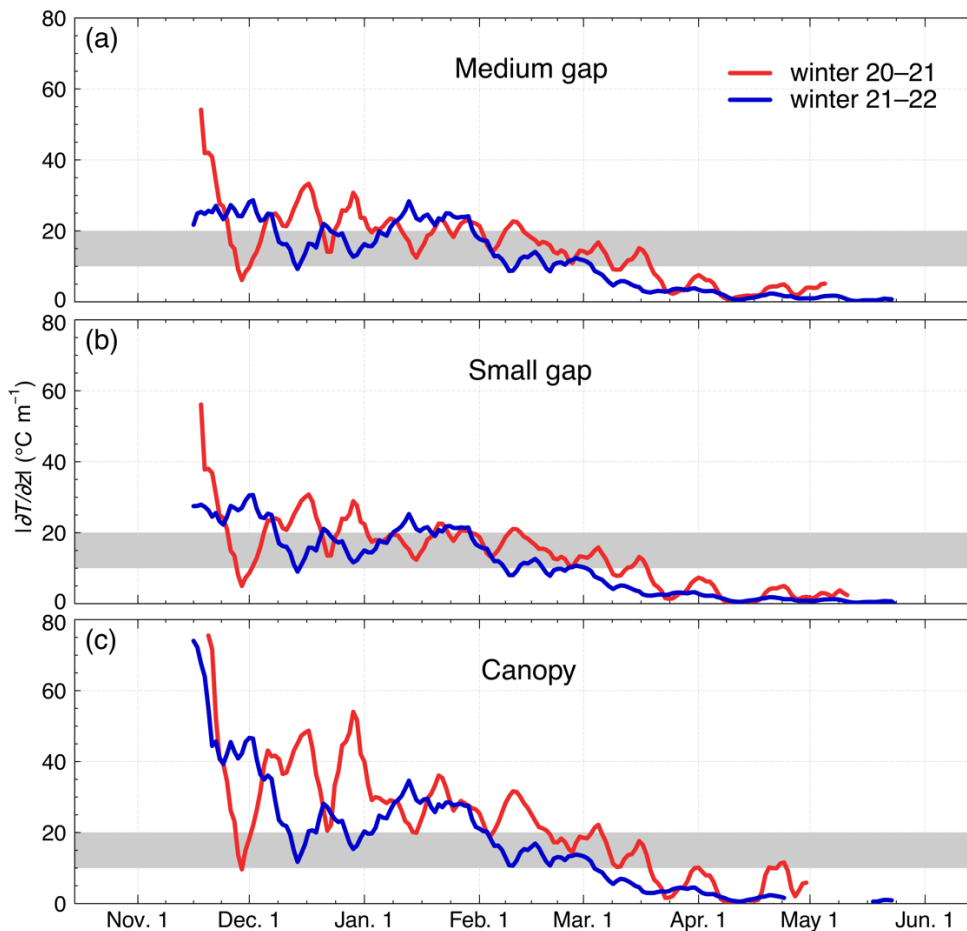 80
(a)
Medium gap
winter 20–21
winter 21–22
60
40
20
0
80
(b)
Small gap
60
40
20
0
|∂T/∂z| (°C m⁻¹)
80
(c)
Canopy
60
40
20
0
Nov. 1 Dec. 1 Jan. 1 Feb. 1 Mar. 1 Apr. 1 May 1 Jun. 1